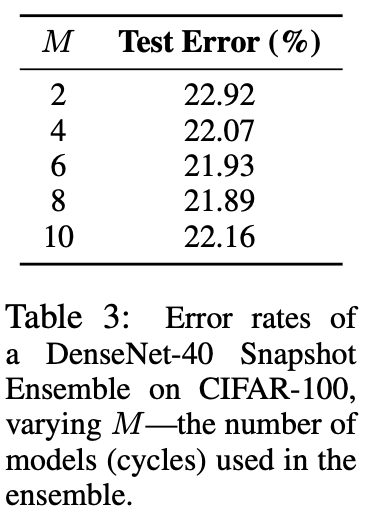 M Test Error (%)
2 22.92
4 22.07
6 21.93
8 21.89
10 22.16
Table 3: Error rates of
a DenseNet-40 Snapshot
Ensemble on CIFAR-100,
varying M—the number of
models (cycles) used in the
ensemble.